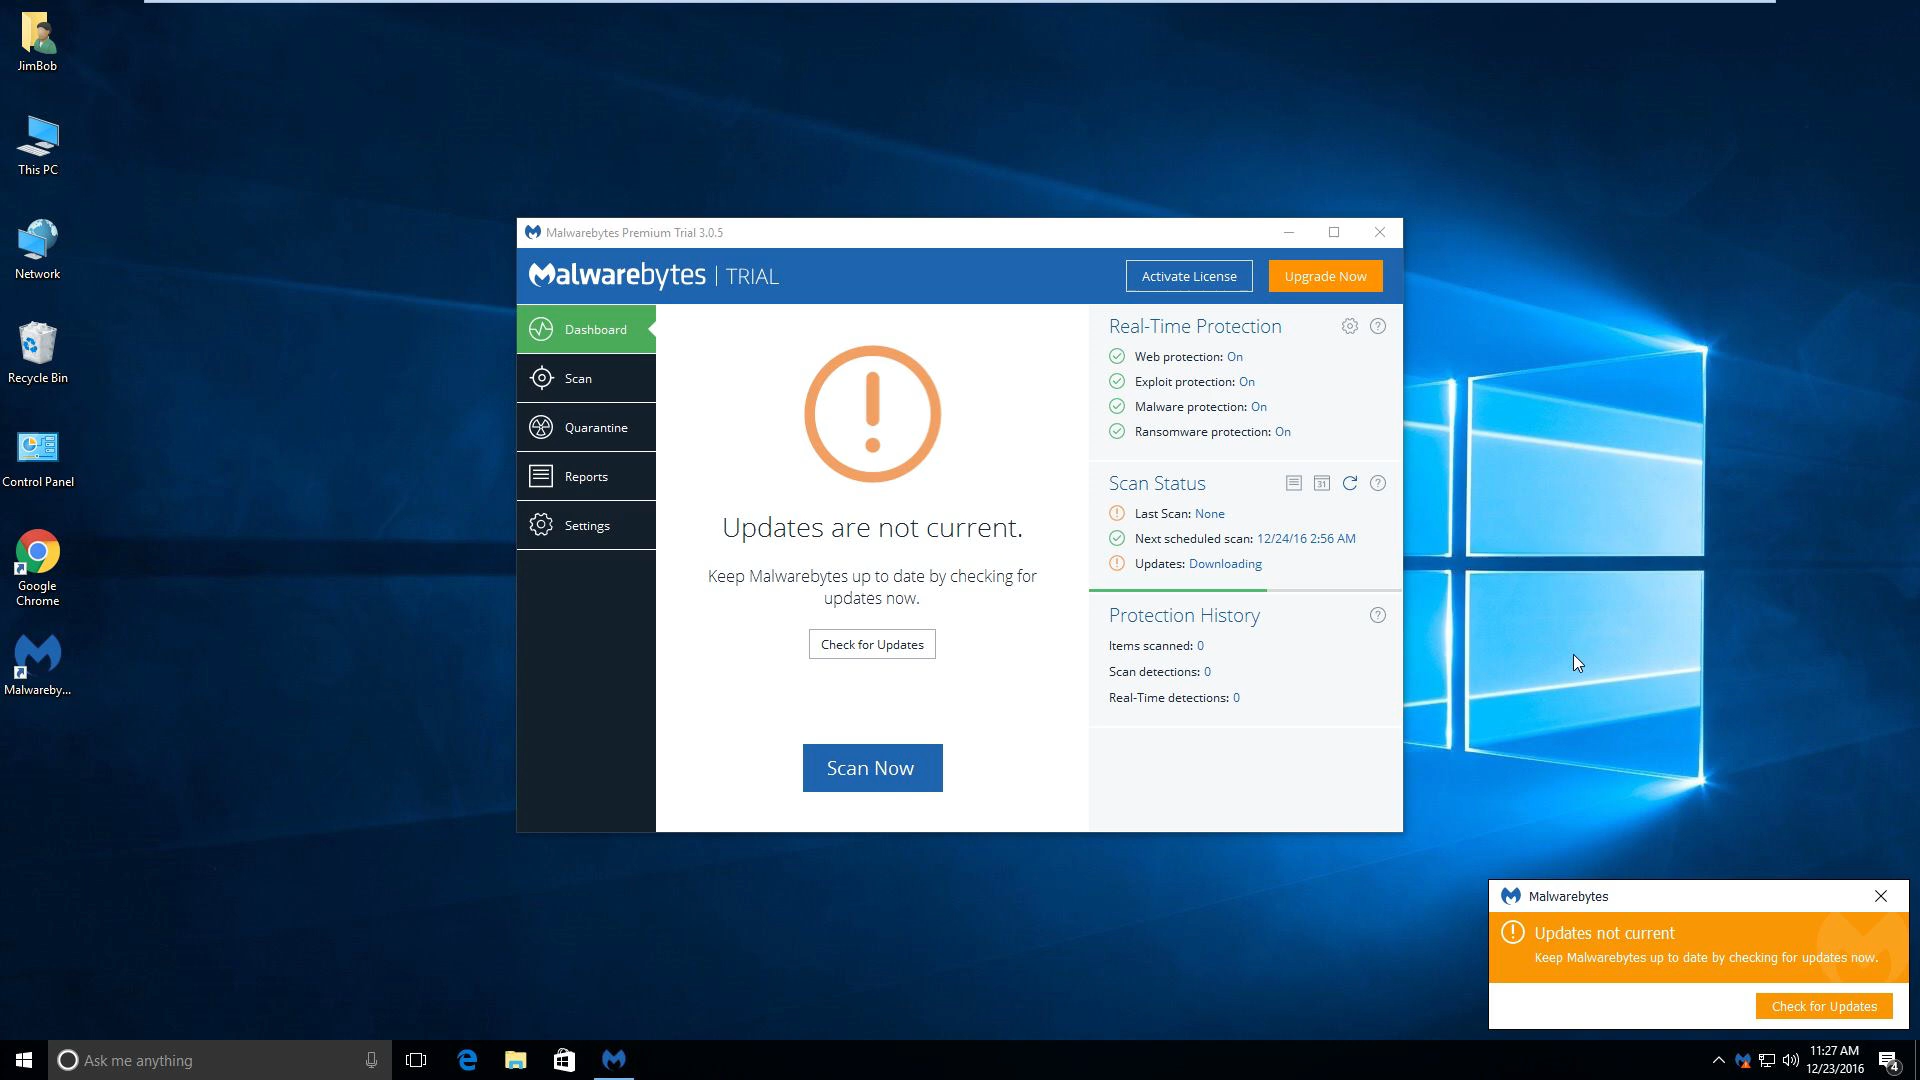 JimBob
This PC
Network
Recycle Bin
Control Panel
Google
Chrome
Malwareby...
Malwarebytes Premium Trial 3.0.5
Malwarebytes | TRIAL
Activate License
Upgrade Now
Dashboard
Scan
Quarantine
Reports
Settings
Updates are not current.
Keep Malwarebytes up to date by checking for
updates now.
Check for Updates
Scan Now
Real-Time Protection
Web protection: On
Exploit protection: On
Malware protection: On
Ransomware protection: On
Scan Status
31
Last Scan: None
Next scheduled scan: 12/24/16 2:56 AM
Updates: Downloading
Protection History
Items scanned: 0
Scan detections: 0
Real-Time detections: 0
Malwarebytes
Updates not current
Keep Malwarebytes up to date by checking for updates now.
Check for Updates
Ask me anything
11:27 AM
12/23/2016
4